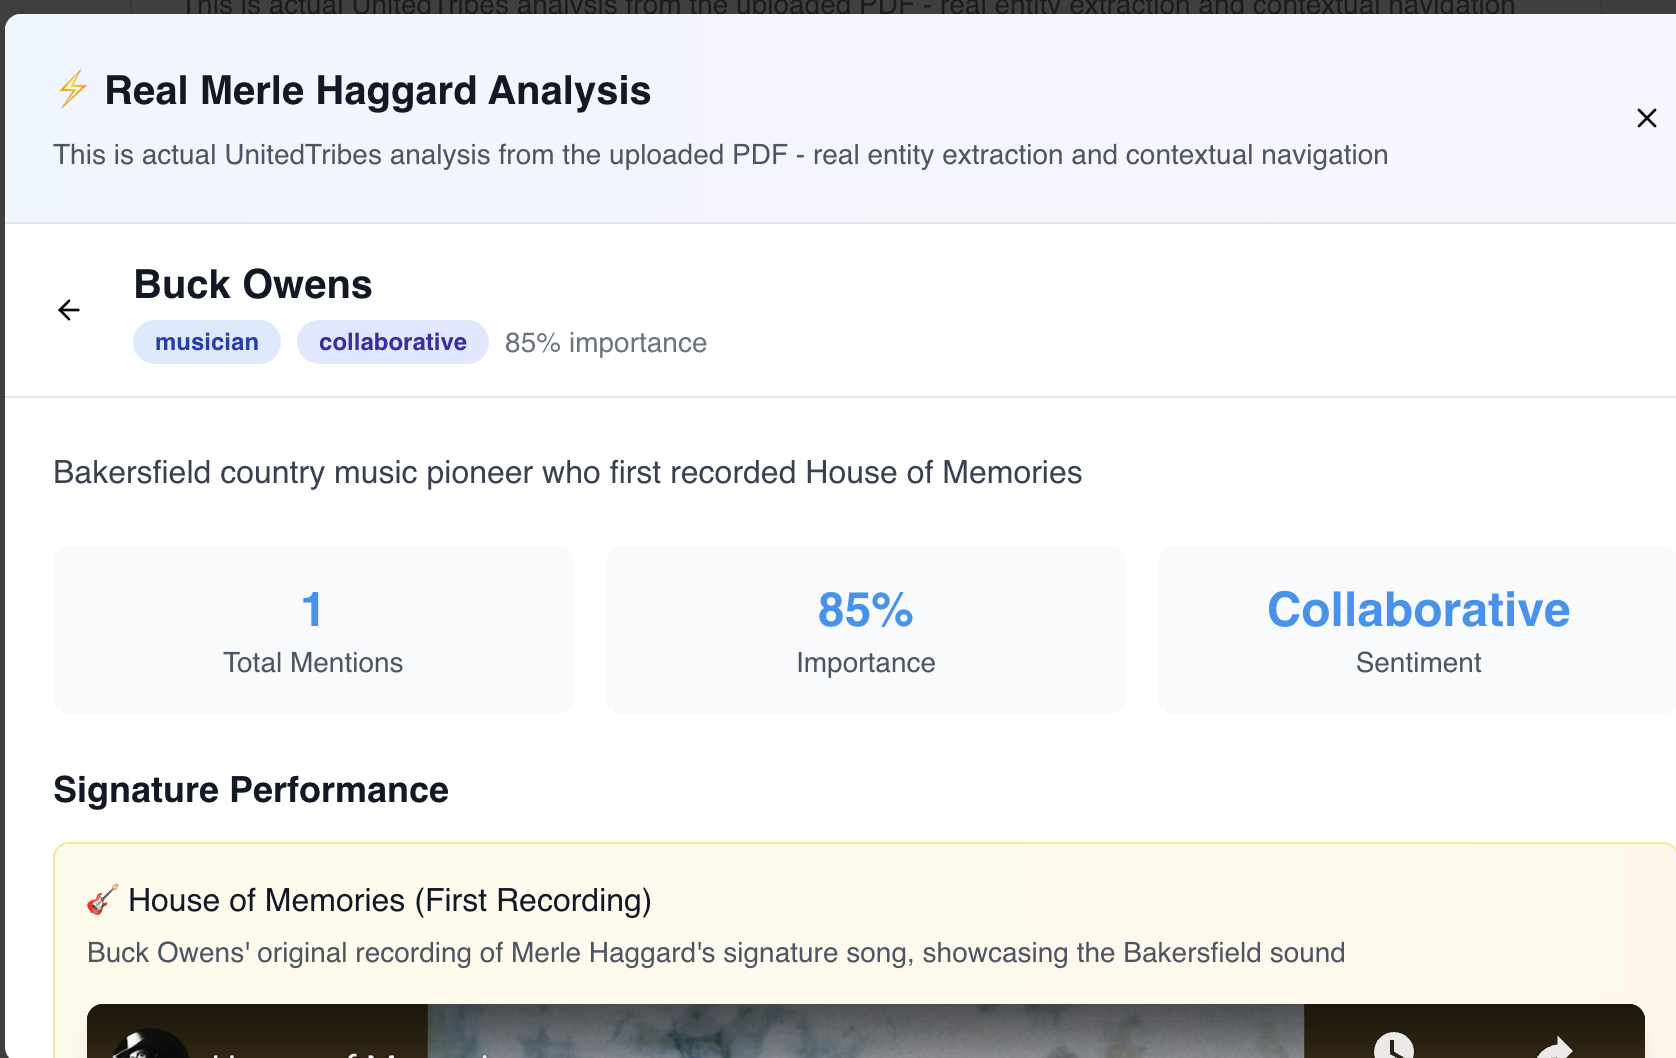 This is actual UnitedTribes analysis from the uploaded PDF - real entity extraction and contextual navigation
⚡ Real Merle Haggard Analysis
This is actual UnitedTribes analysis from the uploaded PDF - real entity extraction and contextual navigation
Buck Owens
musician collaborative 85% importance
Bakersfield country music pioneer who first recorded House of Memories
1
Total Mentions
85%
Importance
Collaborative
Sentiment
Signature Performance
🎸 House of Memories (First Recording)
Buck Owens' original recording of Merle Haggard's signature song, showcasing the Bakersfield sound